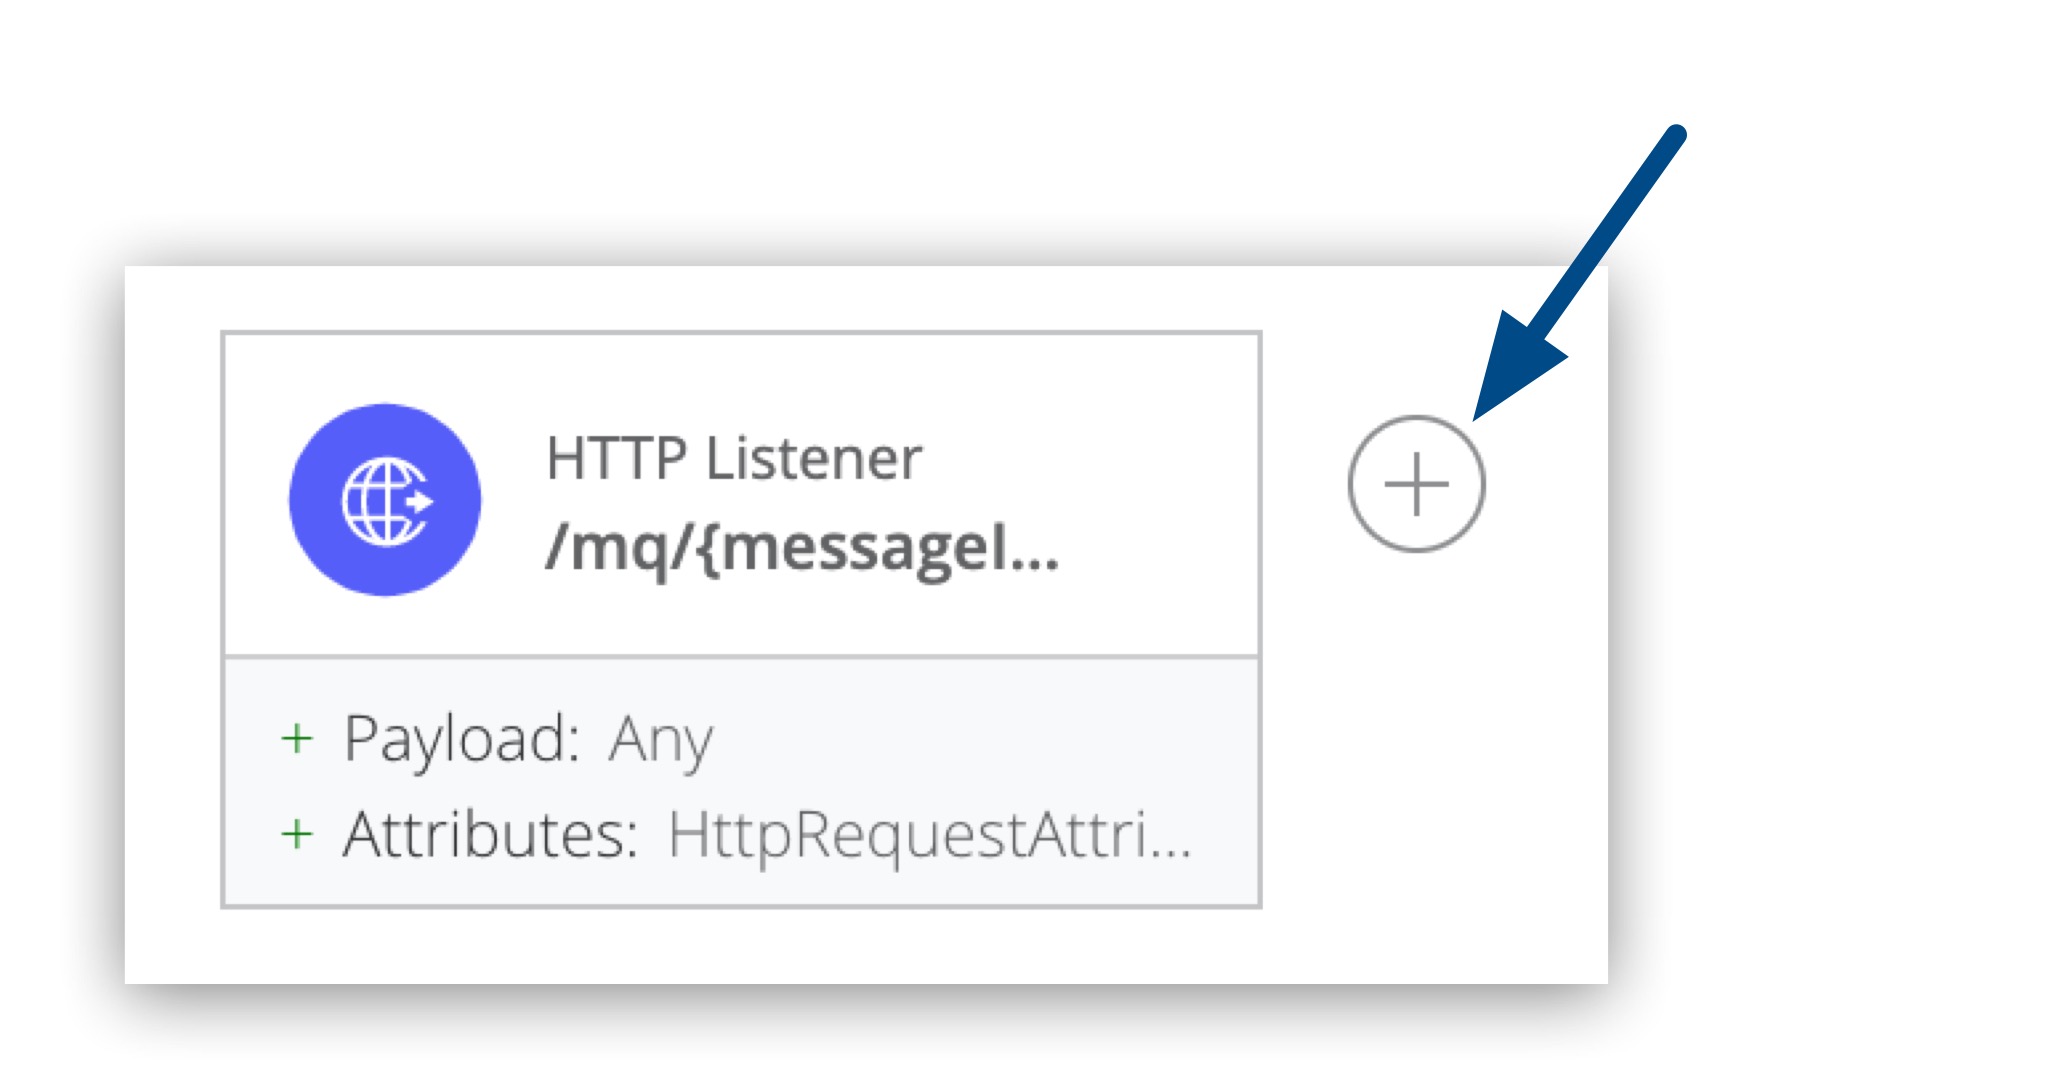 HTTP Listener
/mq/{messageI...
+ Payload: Any
+ Attributes: HttpRequestAttri...